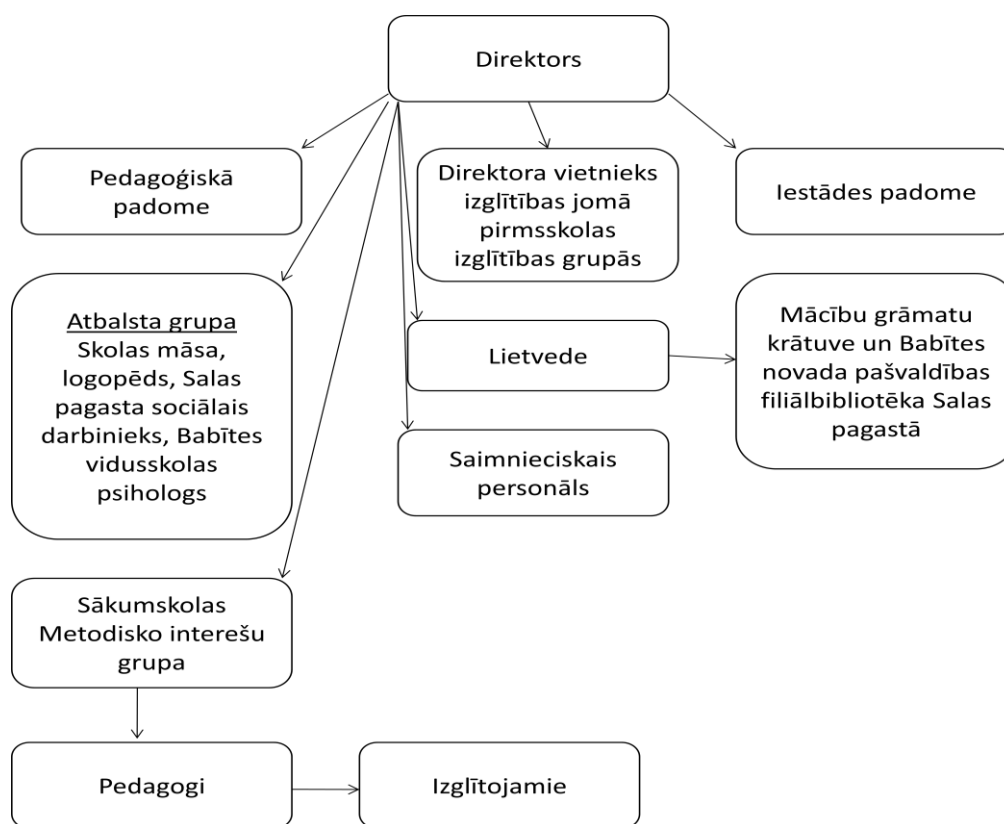 Direktors
Pedagoģiskā
padome
Direktora vietnieks
izglītības jomā
pirmsskolas
izglītības grupās
Iestādes padome
Atbalsta grupa
Skolas māsa,
logopēds, Salas
pagasta sociālais
darbinieks, Babītes
vidusskolas
psihologs
Lietvede
Mācību grāmatu
krātuve un Babītes
novada pašvaldības
filiālbibliotēka Salas
pagastā
Saimnieciskais
personāls
Sākumskolas
Metodisko interešu
grupa
Pedagogi
Izglītojamie